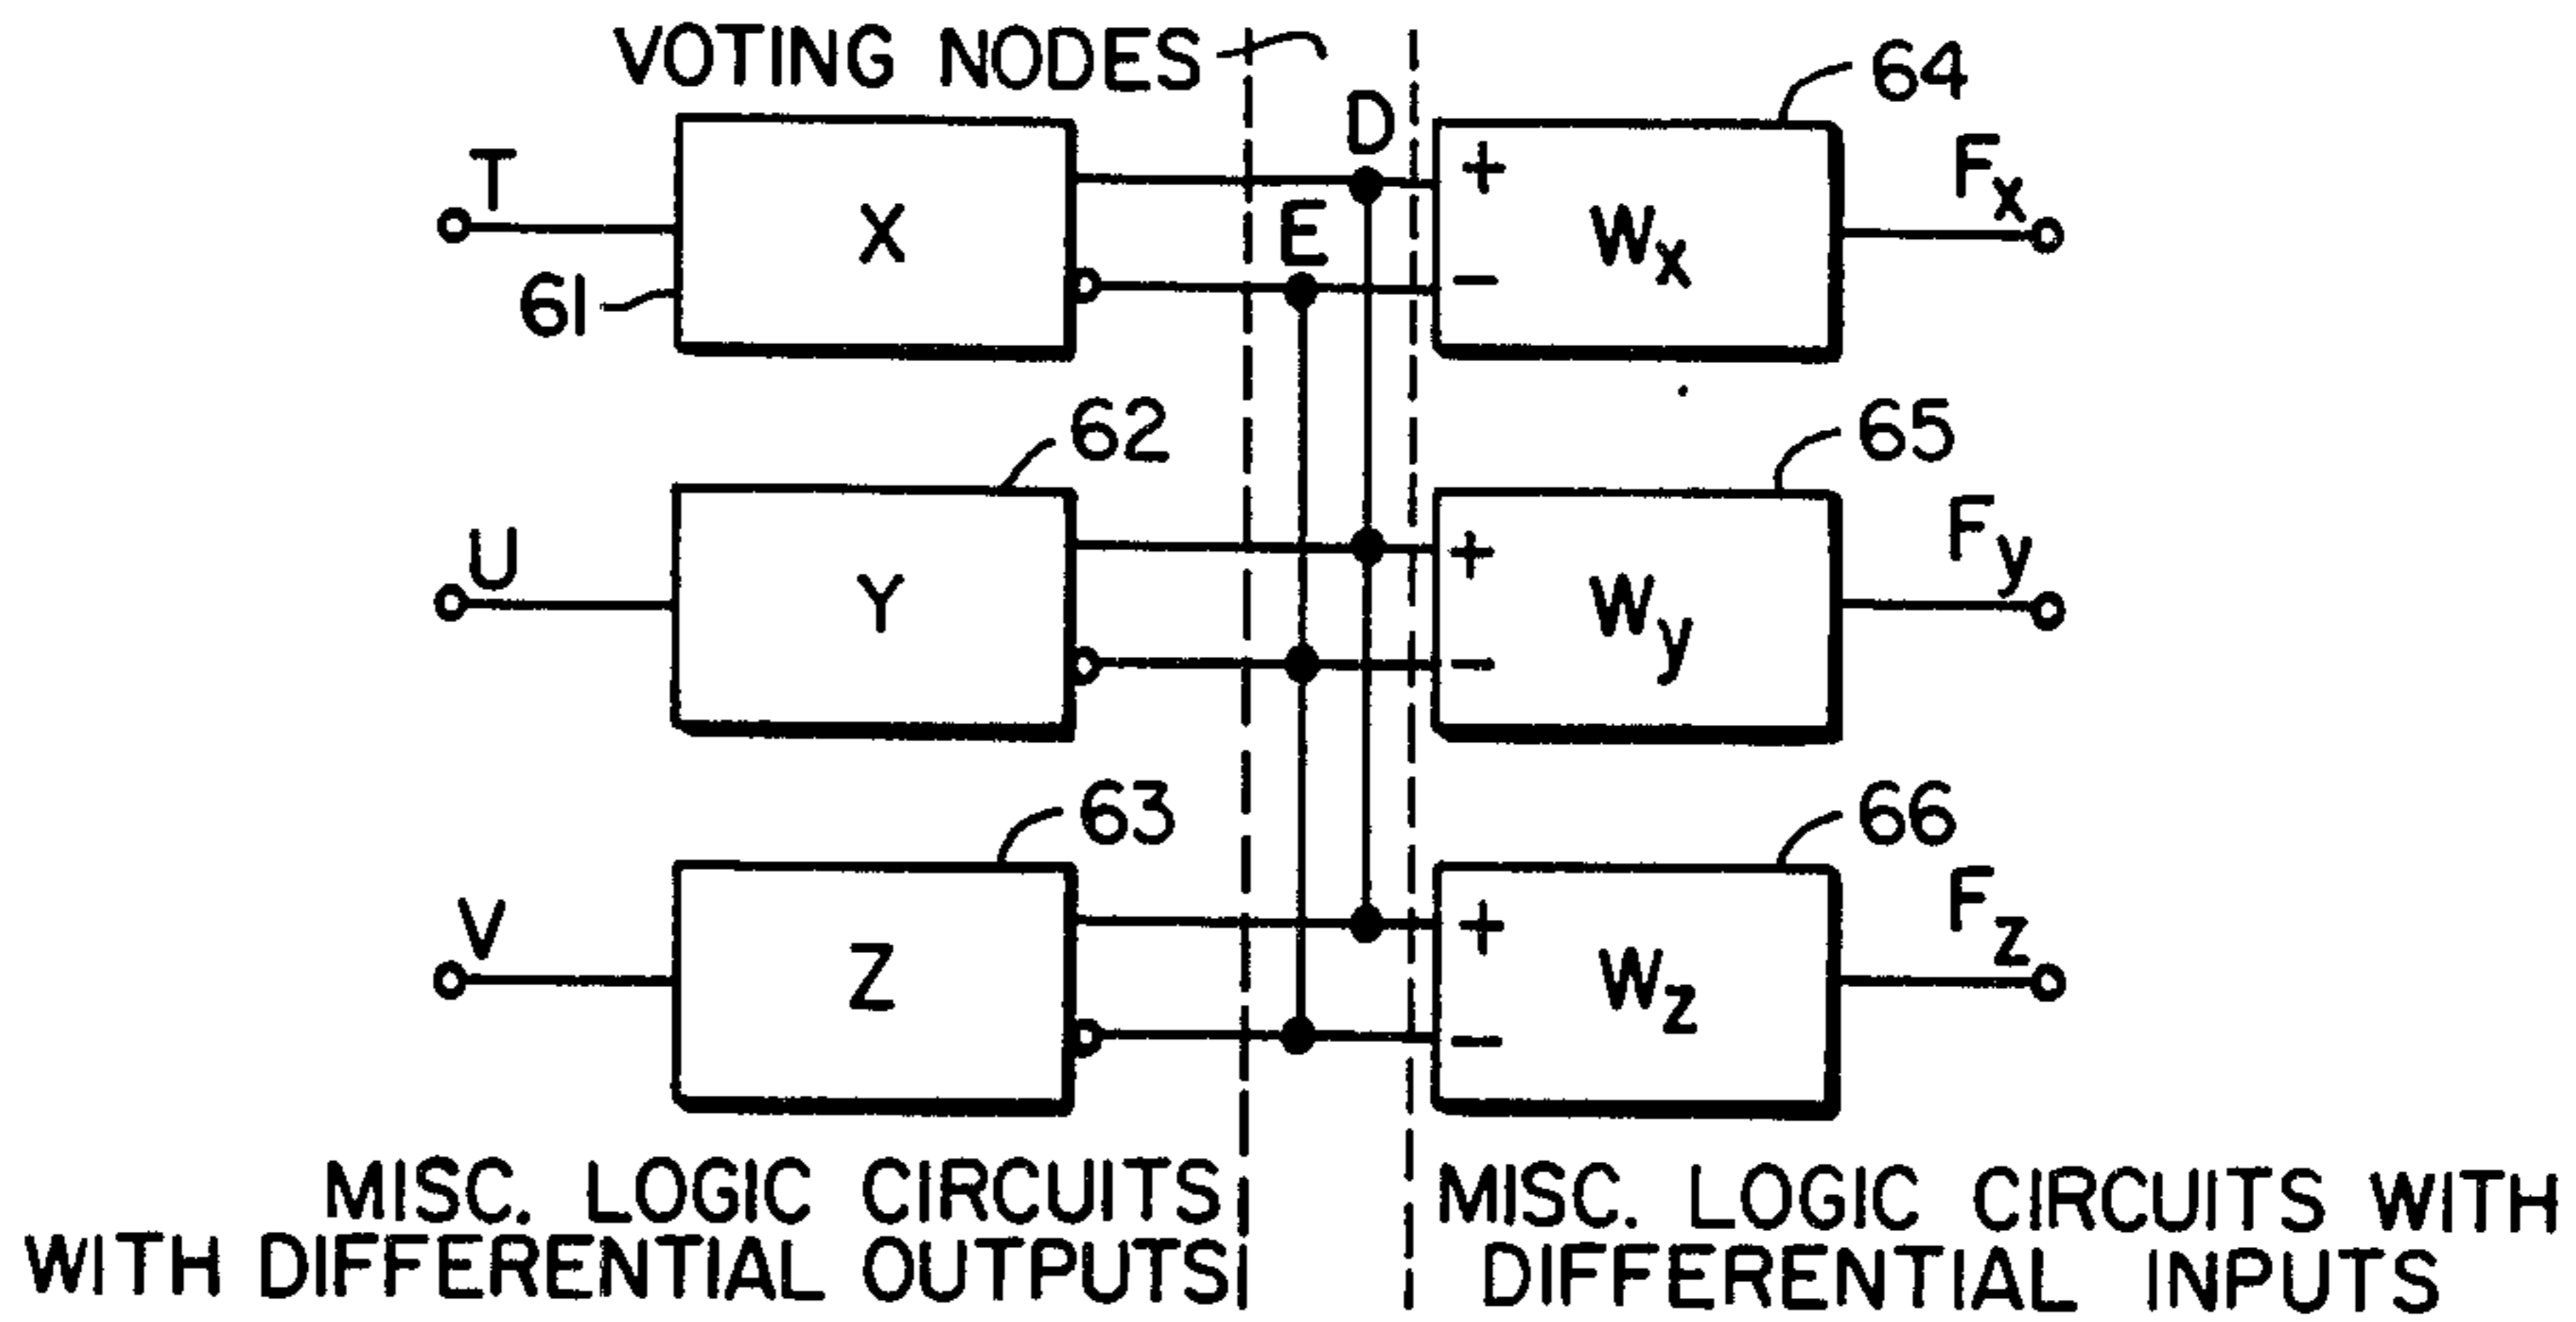 VOTING NODES
64
D
T
+
Fx
X
E
Wx
61
−
62
65
U
+
Fy
Y
Wy
−
63
66
V
+
Fz
Z
Wz
−
MISC. LOGIC CIRCUITS
WITH DIFFERENTIAL OUTPUTS
MISC. LOGIC CIRCUITS WITH
DIFFERENTIAL INPUTS